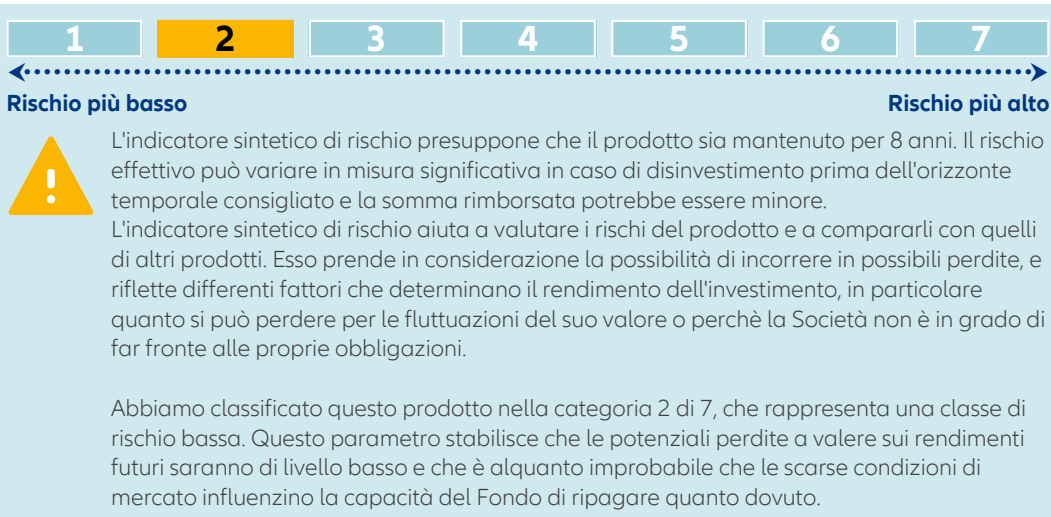 1 2 3 4 5 6 7
Rischio più basso Rischio più alto
L'indicatore sintetico di rischio presuppone che il prodotto sia mantenuto per 8 anni. Il rischio
effettivo può variare in misura significativa in caso di disinvestimento prima dell'orizzonte
temporale consigliato e la somma rimborsata potrebbe essere minore.
L'indicatore sintetico di rischio aiuta a valutare i rischi del prodotto e a compararli con quelli
di altri prodotti. Esso prende in considerazione la possibilità di incorrere in possibili perdite, e
riflette differenti fattori che determinano il rendimento dell'investimento, in particolare
quanto si può perdere per le fluttuazioni del suo valore o perchè la Società non è in grado di
far fronte alle proprie obbligazioni.
Abbiamo classificato questo prodotto nella categoria 2 di 7, che rappresenta una classe di
rischio bassa. Questo parametro stabilisce che le potenziali perdite a valere sui rendimenti
futuri saranno di livello basso e che è alquanto improbabile che le scarse condizioni di
mercato influenzino la capacità del Fondo di ripagare quanto dovuto.